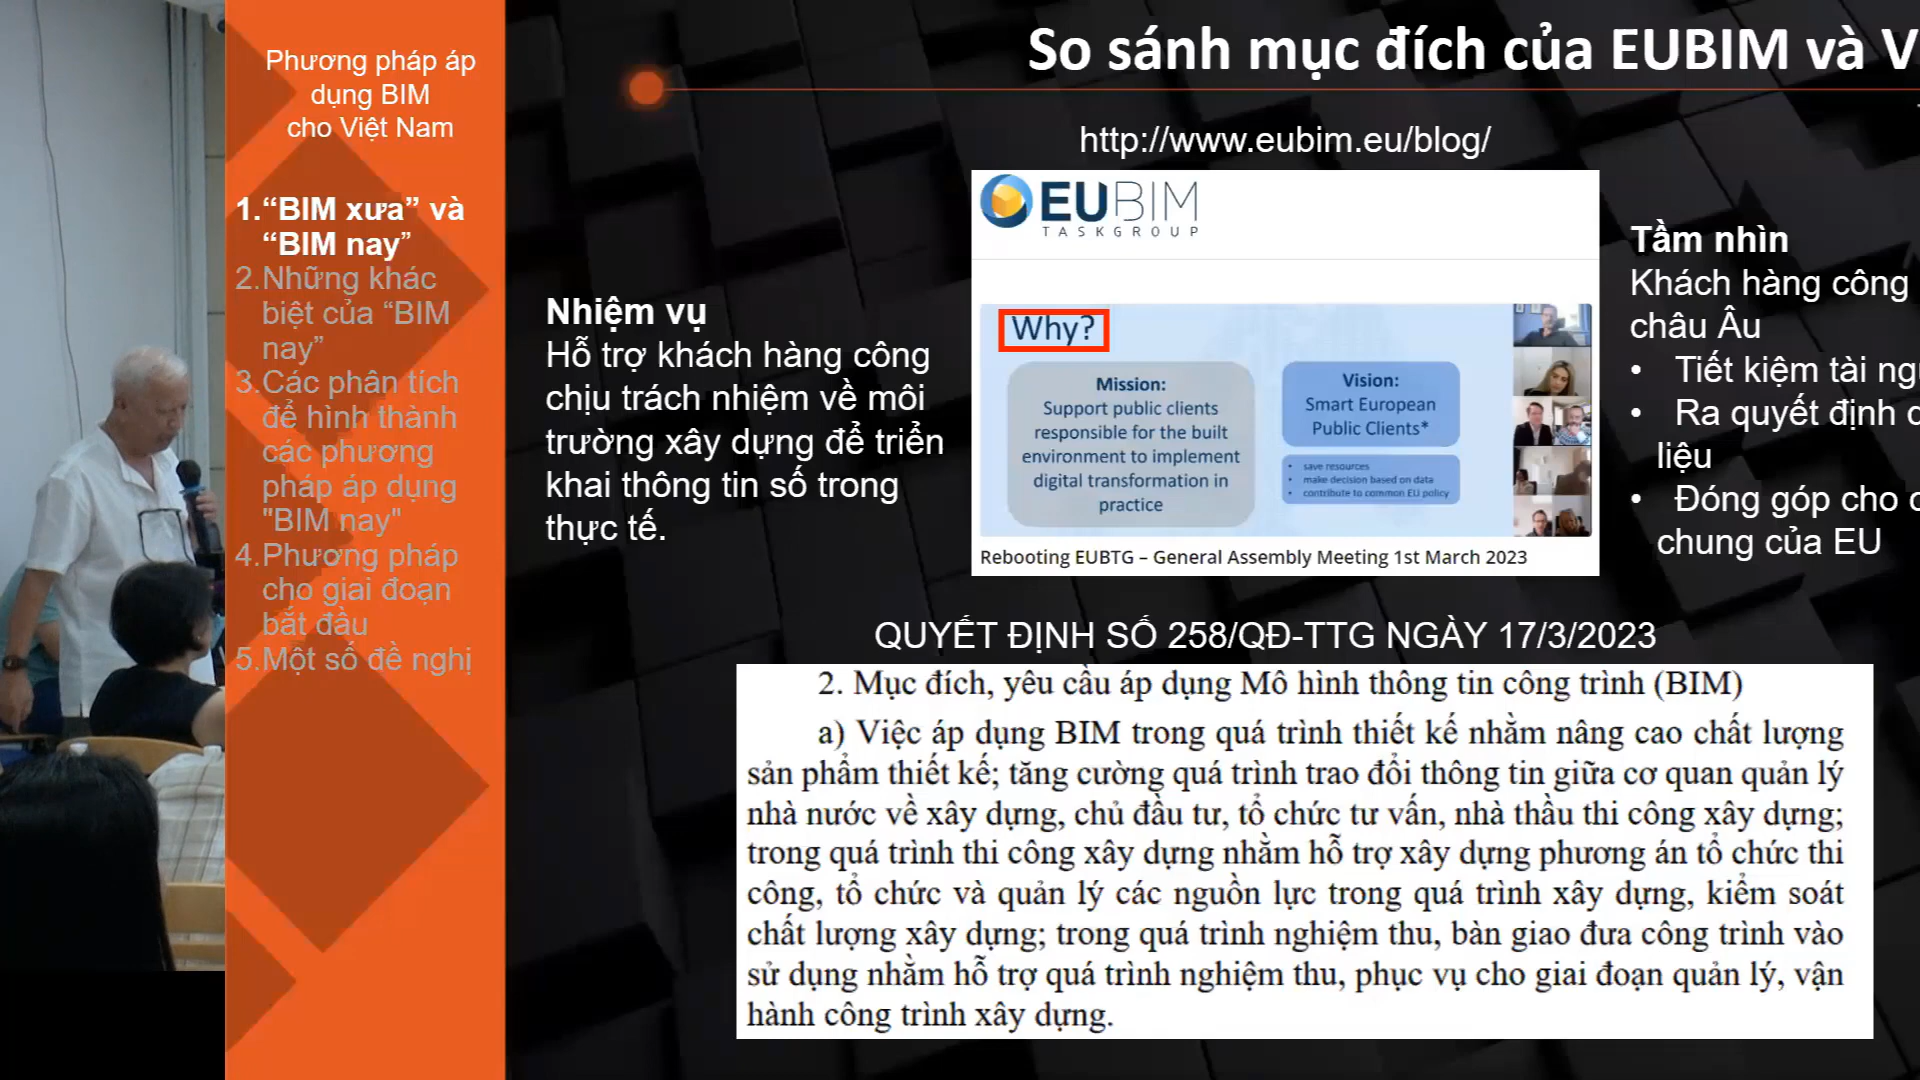 Phương pháp áp
dụng BIM
cho Việt Nam
1.“BIM xưa” và
“BIM nay”
2.Những khác
biệt của “BIM
nay”
3.Các phân tích
để hình thành
các phương
pháp áp dụng
"BIM nay"
4.Phương pháp
cho giai đoạn
bắt đầu
5.Một số đề nghị
So sánh mục đích của EUBIM và V
http://www.eubim.eu/blog/
Nhiệm vụ
Hỗ trợ khách hàng công
chịu trách nhiệm về môi
trường xây dựng để triển
khai thông tin số trong
thực tế.
EUBIM
TASKGROUP
Why?
Mission:
Support public clients
responsible for the built
environment to implement
digital transformation in
practice
Vision:
Smart European
Public Clients*
• save resources
• make decision based on data
• contribute to common EU policy
Rebooting EUBTG – General Assembly Meeting 1st March 2023
Tầm nhìn
Khách hàng công
châu Âu
• Tiết kiệm tài
• Ra quyết định
liệu
• Đóng góp cho
chung của EU
QUYẾT ĐỊNH SỐ 258/QĐ-TTG NGÀY 17/3/2023
2. Mục đích, yêu cầu áp dụng Mô hình thông tin công trình (BIM)
a) Việc áp dụng BIM trong quá trình thiết kế nhằm nâng cao chất lượng
sản phẩm thiết kế; tăng cường quá trình trao đổi thông tin giữa cơ quan quản lý
nhà nước về xây dựng, chủ đầu tư, tổ chức tư vấn, nhà thầu thi công xây dựng;
trong quá trình thi công xây dựng nhằm hỗ trợ xây dựng phương án tổ chức thi
công, tổ chức và quản lý các nguồn lực trong quá trình xây dựng, kiểm soát
chất lượng xây dựng; trong quá trình nghiệm thu, bàn giao đưa công trình vào
sử dụng nhằm hỗ trợ quá trình nghiệm thu, phục vụ cho giai đoạn quản lý, vận
hành công trình xây dựng.